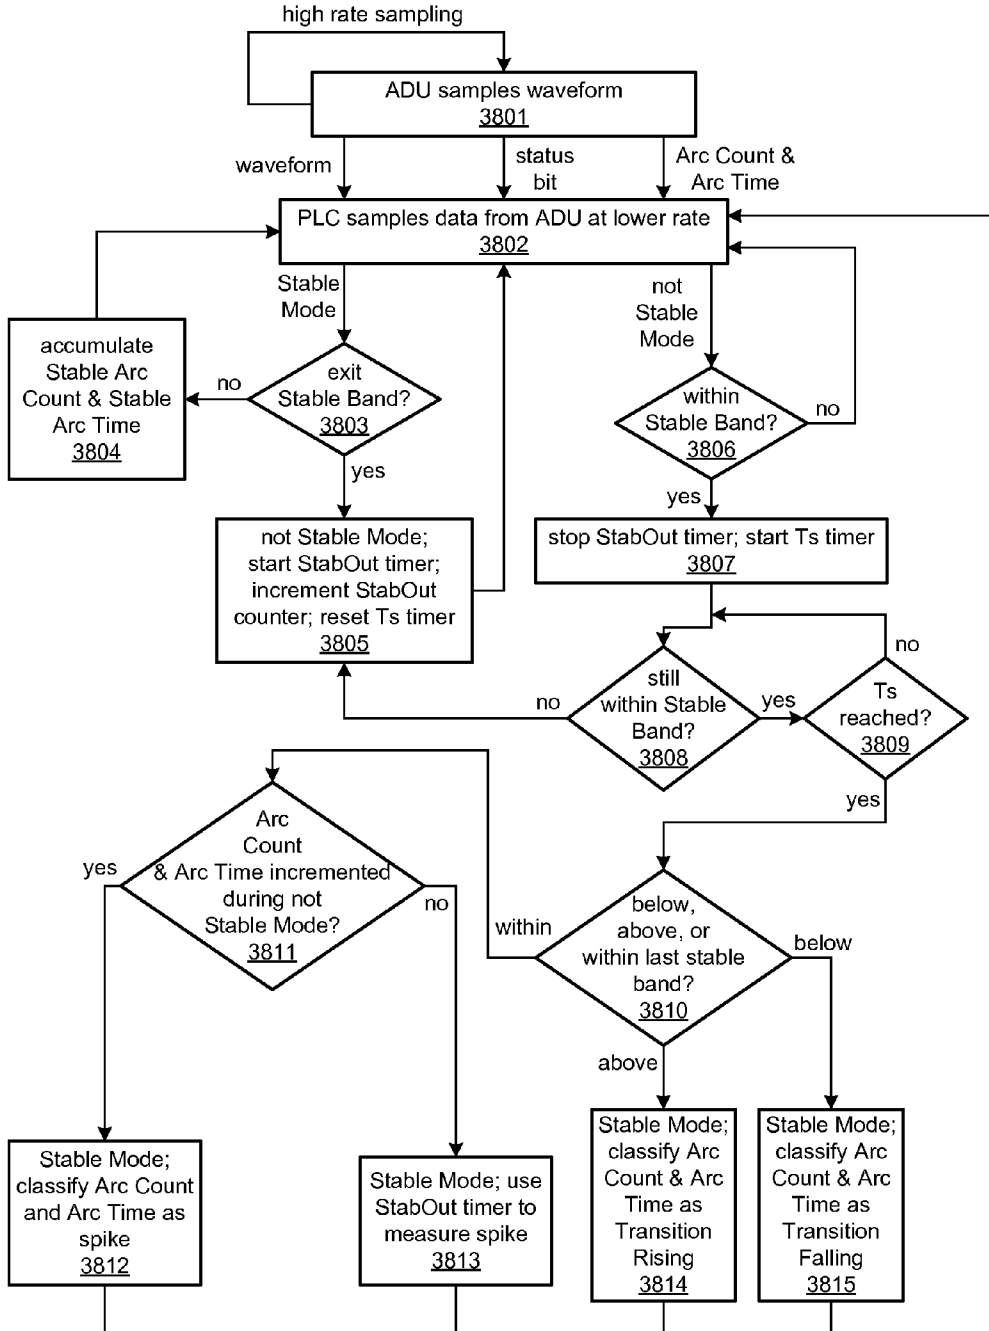 high rate sampling
ADU samples waveform
3801
waveform
status
bit
Arc Count &
Arc Time
PLC samples data from ADU at lower rate
3802
Stable
Mode
not
Stable
Mode
accumulate
Stable Arc
Count & Stable
Arc Time
3804
no
exit
Stable Band?
3803
yes
within
Stable Band?
3806
no
yes
not Stable Mode;
start StabOut timer;
increment StabOut
counter; reset Ts timer
3805
stop StabOut timer; start Ts timer
3807
no
still
within Stable
Band?
3808
yes
Ts
reached?
3809
no
yes
Arc
Count
& Arc Time incremented
during not
Stable Mode?
3811
yes
no
within
below,
above, or
within last stable
band?
3810
below
above
Stable Mode;
classify Arc Count
and Arc Time as
spike
3812
Stable Mode; use
StabOut timer to
measure spike
3813
Stable Mode;
classify Arc
Count & Arc
Time as
Transition
Rising
3814
Stable Mode;
classify Arc
Count & Arc
Time as
Transition
Falling
3815